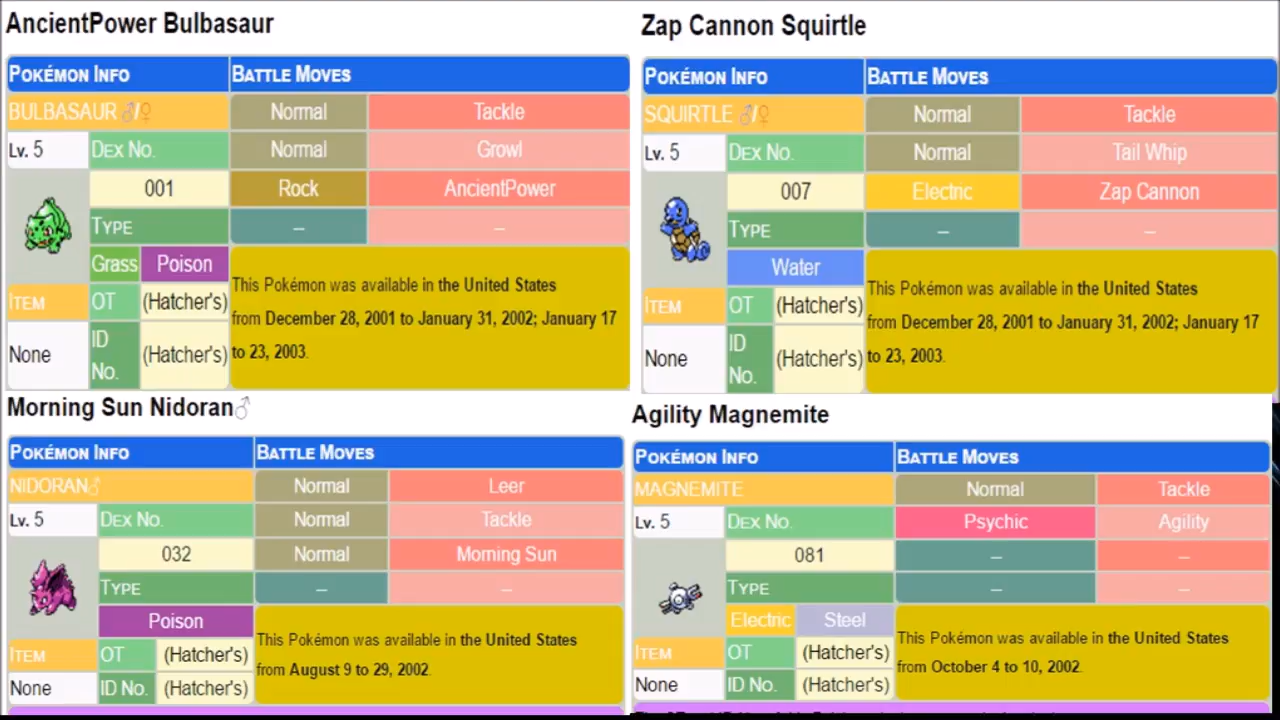 AncientPower Bulbasaur
POKÉMON INFO BATTLE MOVES
BULBASAUR ♂/♀ Normal Tackle
Lv. 5 DEX NO. Normal Growl
001 Rock AncientPower
TYPE – –
Grass Poison
This Pokémon was available in the United States
ITEM OT (Hatcher's)
from December 28, 2001 to January 31, 2002; January 17
None ID No. (Hatcher's)
to 23, 2003.
Zap Cannon Squirtle
POKÉMON INFO BATTLE MOVES
SQUIRTLE ♂/♀ Normal Tackle
Lv. 5 DEX NO. Normal Tail Whip
007 Electric Zap Cannon
TYPE – –
Water
This Pokémon was available in the United States
ITEM OT (Hatcher's)
from December 28, 2001 to January 31, 2002; January 17
None ID No. (Hatcher's)
to 23, 2003.
Morning Sun Nidoran♂
POKÉMON INFO BATTLE MOVES
NIDORAN♂ Normal Leer
Lv. 5 DEX NO. Normal Tackle
032 Normal Morning Sun
TYPE – –
Poison
This Pokémon was available in the United States
ITEM OT (Hatcher's)
from August 9 to 29, 2002.
None ID NO. (Hatcher's)
Agility Magnemite
POKÉMON INFO BATTLE MOVES
MAGNEMITE Normal Tackle
Lv. 5 DEX NO. Psychic Agility
081 – –
TYPE – –
Electric Steel
This Pokémon was available in the United States
ITEM OT (Hatcher's)
from October 4 to 10, 2002.
None ID NO. (Hatcher's)